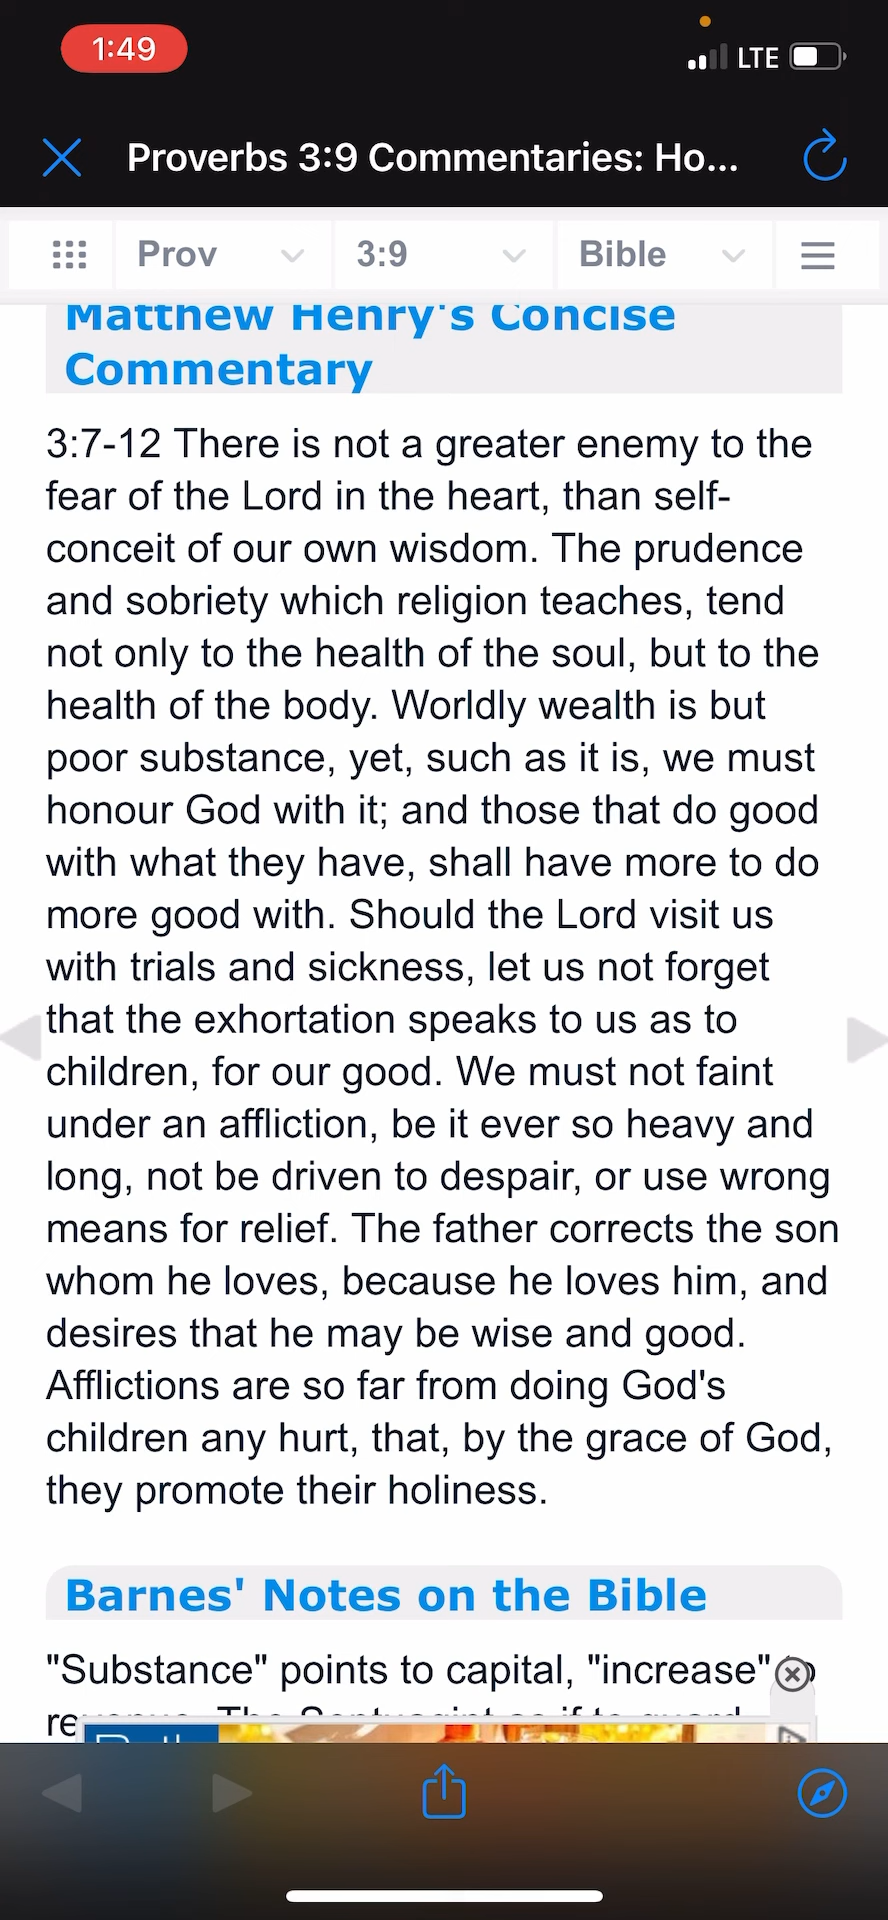 1:49
LTE
Proverbs 3:9 Commentaries: Ho...
Prov
3:9
Bible
Matthew Henry's Concise
Commentary
3:7-12 There is not a greater enemy to the
fear of the Lord in the heart, than self-
conceit of our own wisdom. The prudence
and sobriety which religion teaches, tend
not only to the health of the soul, but to the
health of the body. Worldly wealth is but
poor substance, yet, such as it is, we must
honour God with it; and those that do good
with what they have, shall have more to do
more good with. Should the Lord visit us
with trials and sickness, let us not forget
that the exhortation speaks to us as to
children, for our good. We must not faint
under an affliction, be it ever so heavy and
long, not be driven to despair, or use wrong
means for relief. The father corrects the son
whom he loves, because he loves him, and
desires that he may be wise and good.
Afflictions are so far from doing God's
children any hurt, that, by the grace of God,
they promote their holiness.
Barnes' Notes on the Bible
"Substance" points to capital, "increase"
The Septuagint as if to guard